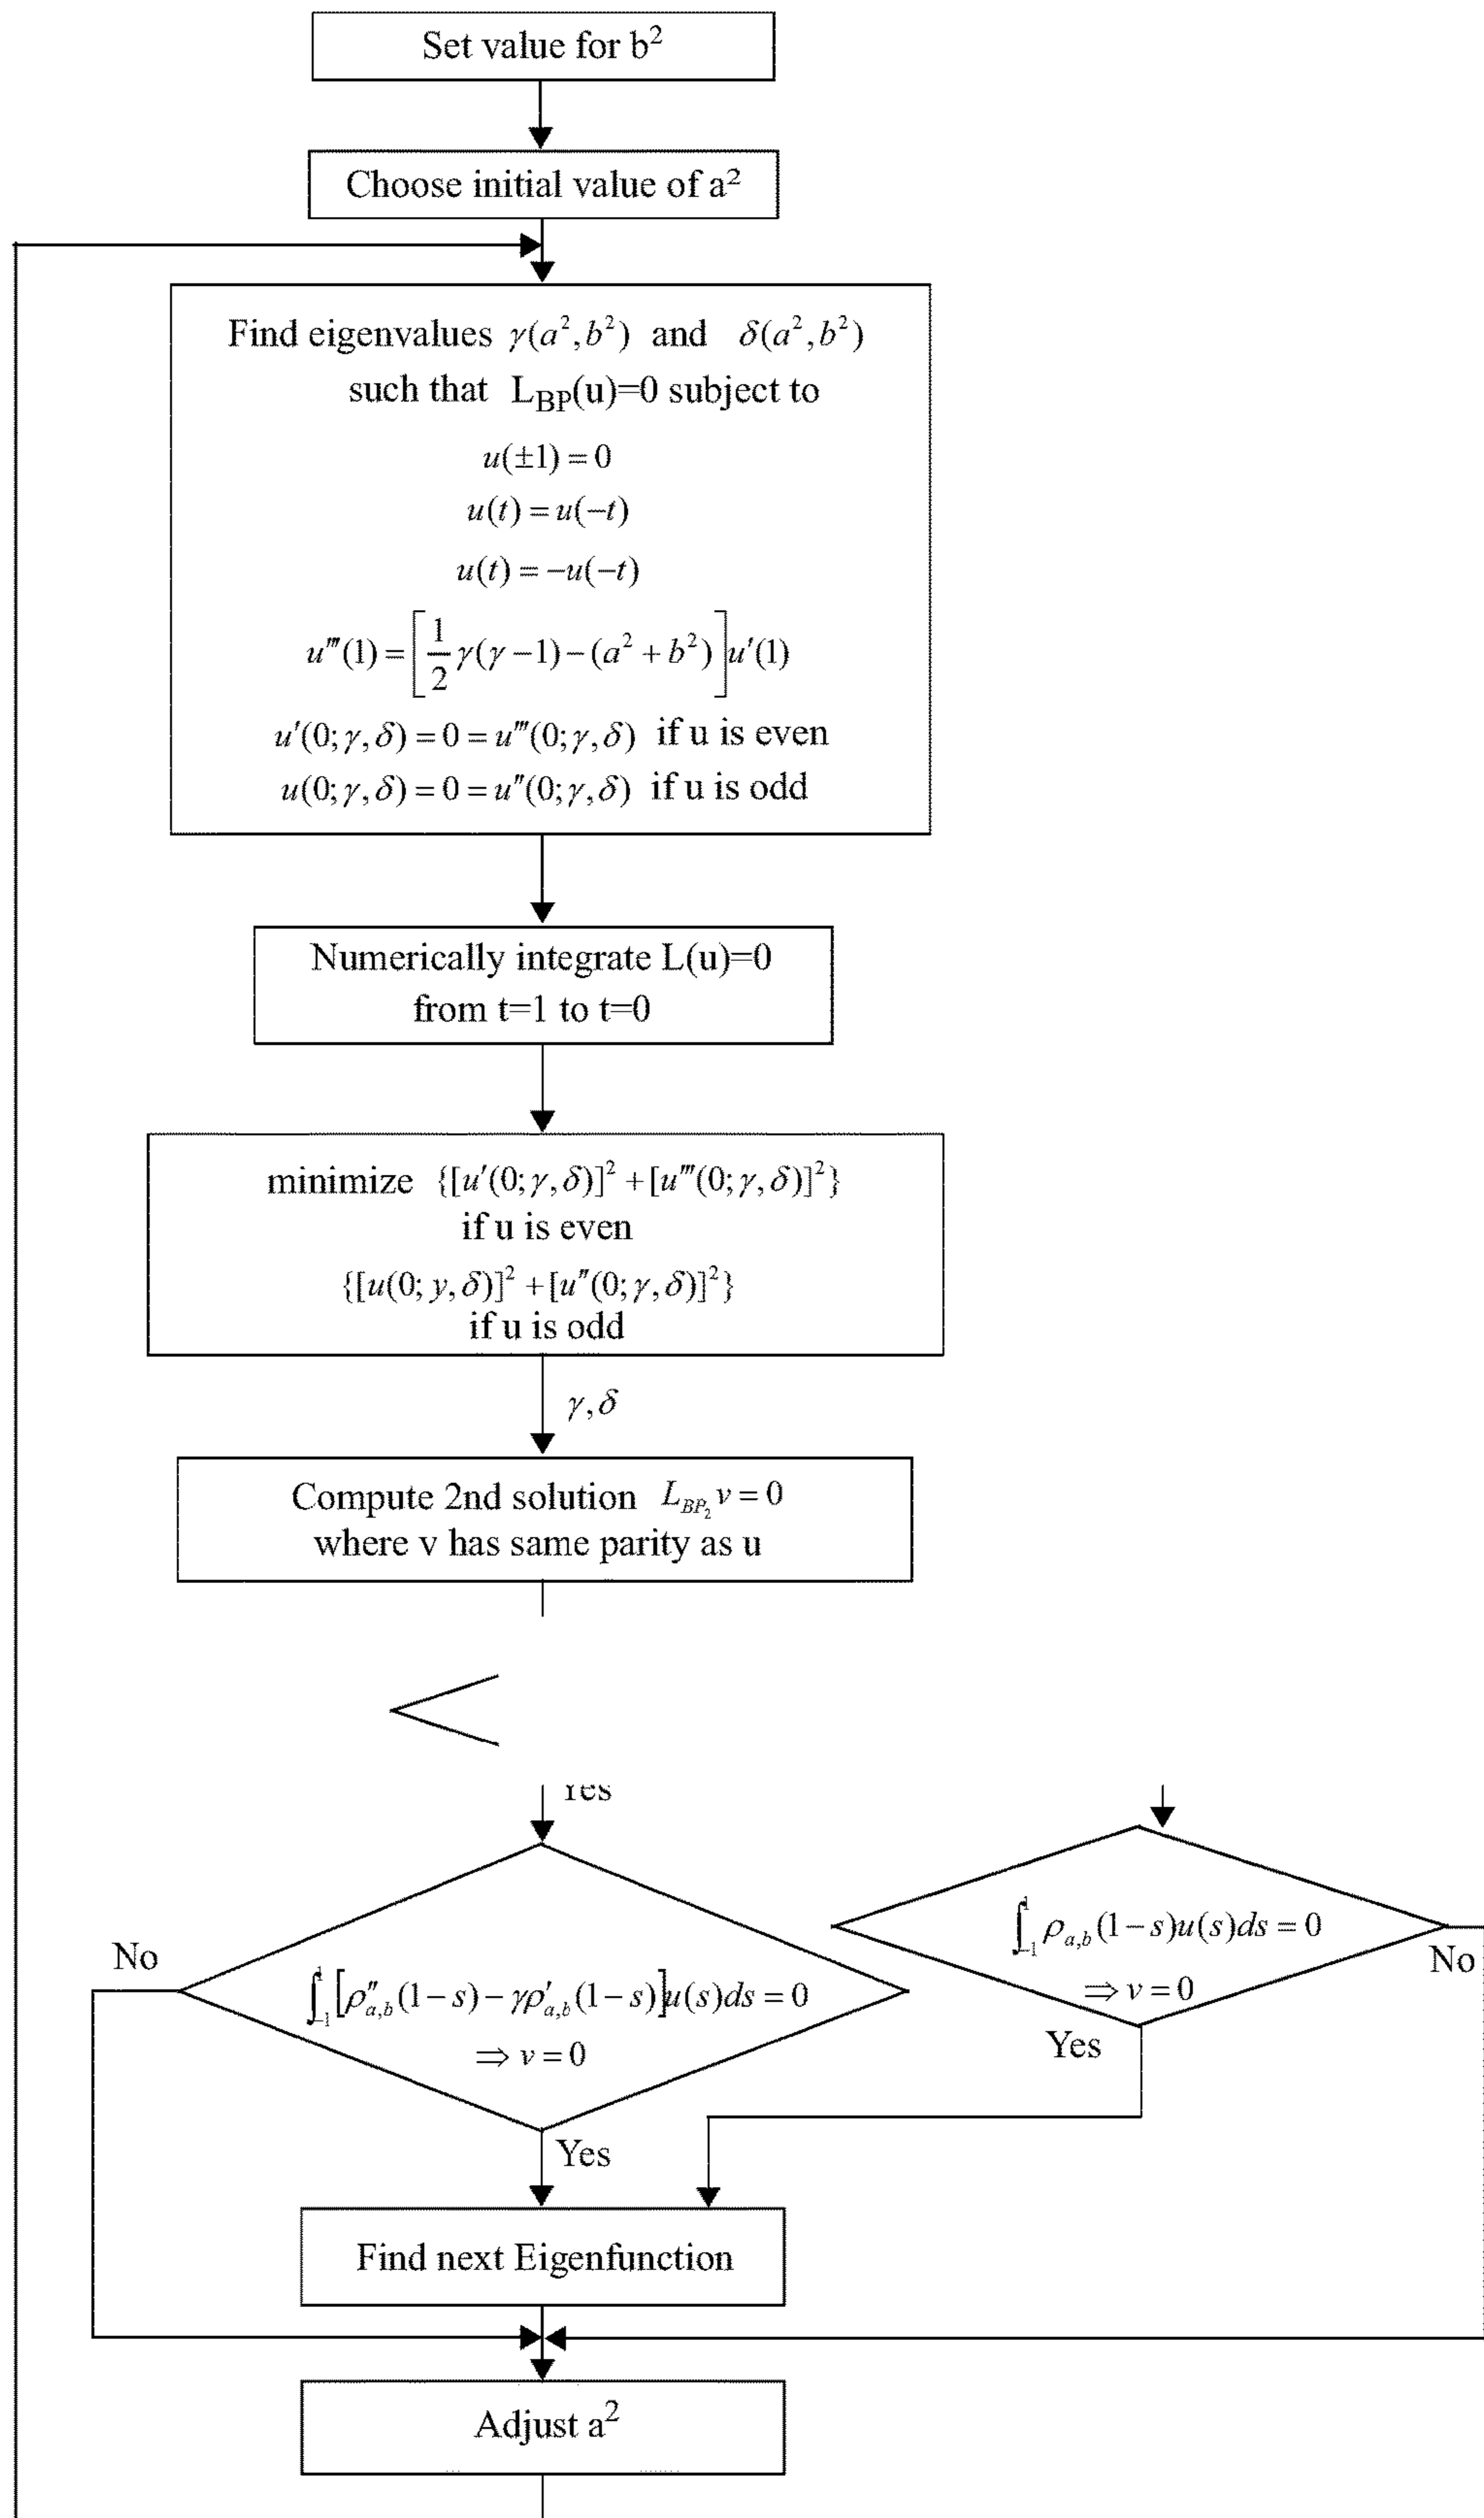 Set value for b²
Choose initial value of a²
Find eigenvalues γ(a²,b²) and δ(a²,b²)
such that L_BP(u)=0 subject to
u(±1) = 0
u(t) = u(−t)
u(t) = −u(−t)
u‴(1) = [1/2 γ(γ −1) − (a² + b²)]u′(1)
u′(0;γ,δ) = 0 = u‴(0;γ,δ) if u is even
u(0;γ,δ) = 0 = u″(0;γ,δ) if u is odd
Numerically integrate L(u)=0
from t=1 to t=0
minimize {[u′(0;γ,δ)]² +[u‴(0;γ,δ)]²}
if u is even
{[u(0; y,δ)]² +[u″(0;γ,δ)]²}
if u is odd
γ,δ
Compute 2nd solution L_BP₂ v = 0
where v has same parity as u
Yes
No
∫₋₁¹[ρ″_a,b(1−s) − γρ′_a,b(1−s)]u(s)ds = 0
⇒ v = 0
Yes
∫₋₁¹ ρ_a,b(1−s)u(s)ds = 0
⇒ v = 0
No
Yes
Find next Eigenfunction
Adjust a²